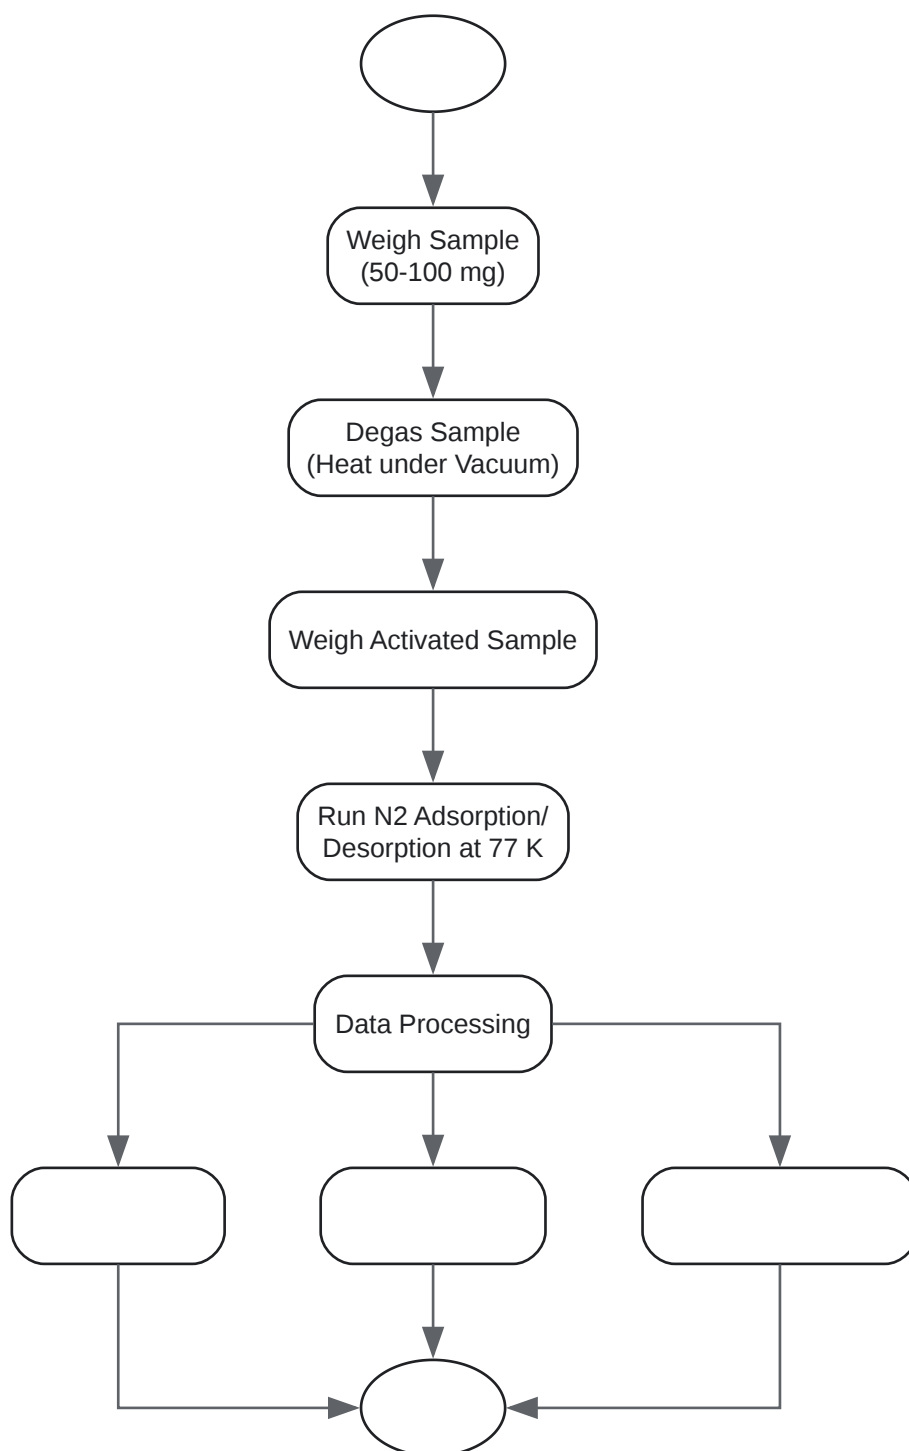 Weigh Sample
(50-100 mg)
Degas Sample
(Heat under Vacuum)
Weigh Activated Sample
Run N2 Adsorption/
Desorption at 77 K
Data Processing